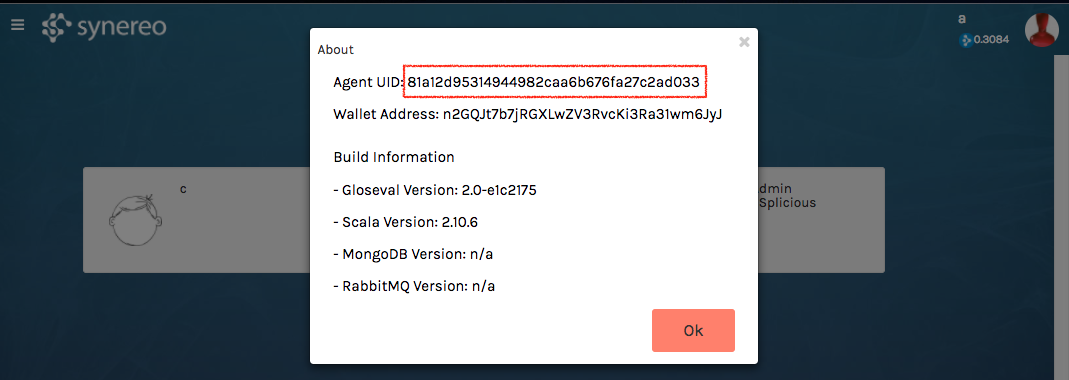 synereo
a
0.3084
About
Agent UID: 81a12d95314944982caa6b676fa27c2ad033
Wallet Address: n2GQJt7b7jRGXLwZV3RvcKi3Ra31wm6JyJ
Build Information
- Gloseval Version: 2.0-e1c2175
- Scala Version: 2.10.6
- MongoDB Version: n/a
- RabbitMQ Version: n/a
Ok
c
dmin
Splicious